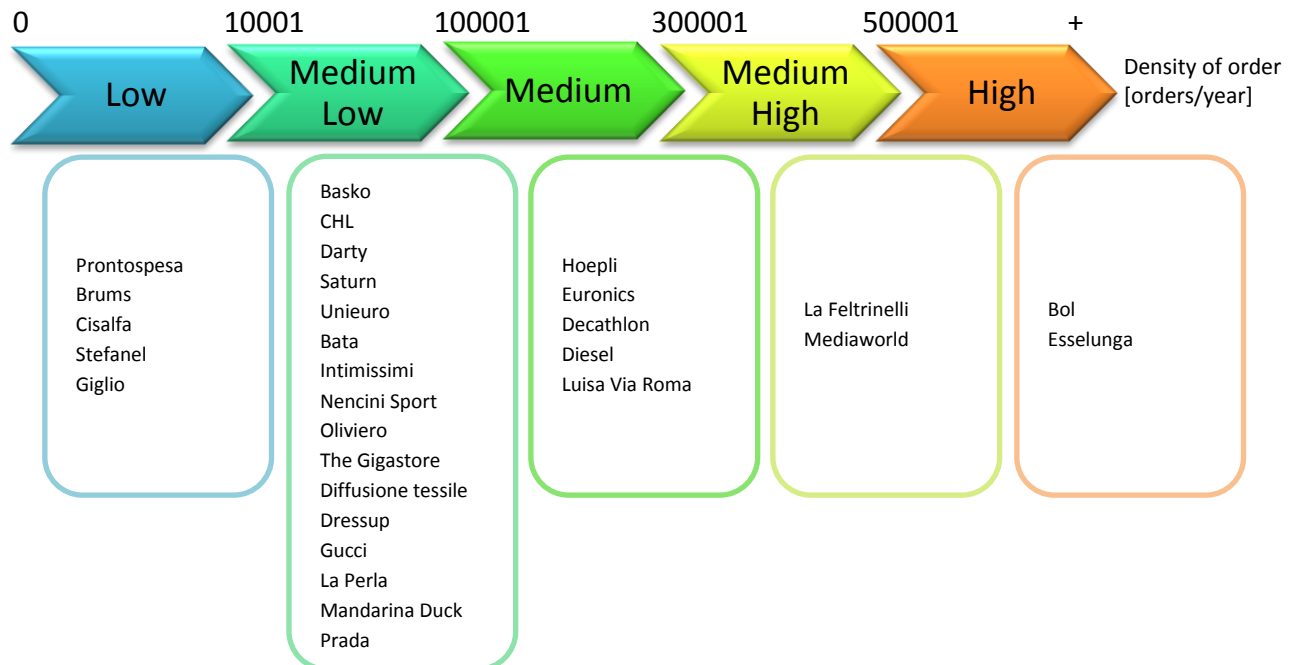 0 10001 100001 300001 500001 +
Low
Medium
Low
Medium
Medium
High
High
Density of order
[orders/year]
Prontospesa
Brums
Cisalfa
Stefanel
Giglio
Basko
CHL
Darty
Saturn
Unieuro
Bata
Intimissimi
Nencini Sport
Oliviero
The Gigastore
Diffusione tessile
Dressup
Gucci
La Perla
Mandarina Duck
Prada
Hoepli
Euronics
Decathlon
Diesel
Luisa Via Roma
La Feltrinelli
Mediaworld
Bol
Esselunga